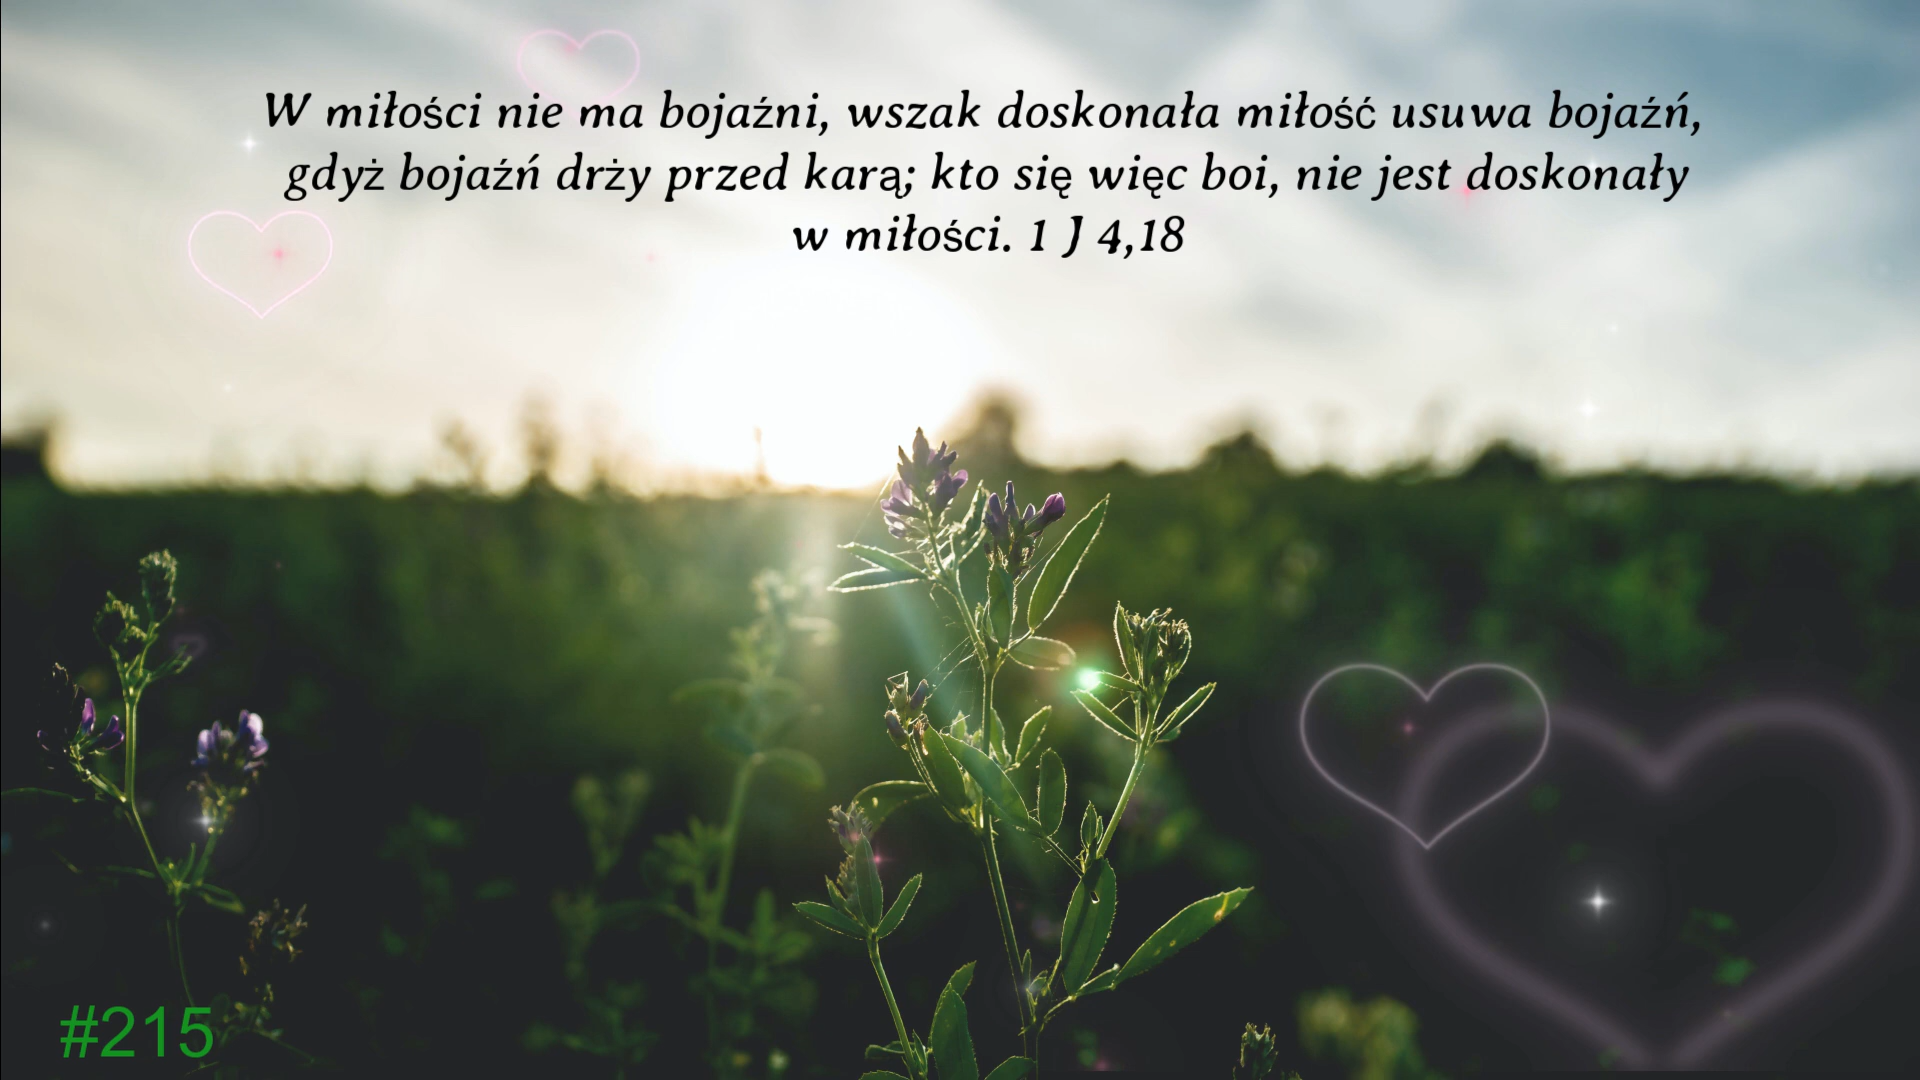 W miłości nie ma bojaźni, wszak doskonała miłość usuwa bojaźń,
gdyż bojaźń drży przed karą; kto się więc boi, nie jest doskonały
w miłości. 1 J 4,18
#215